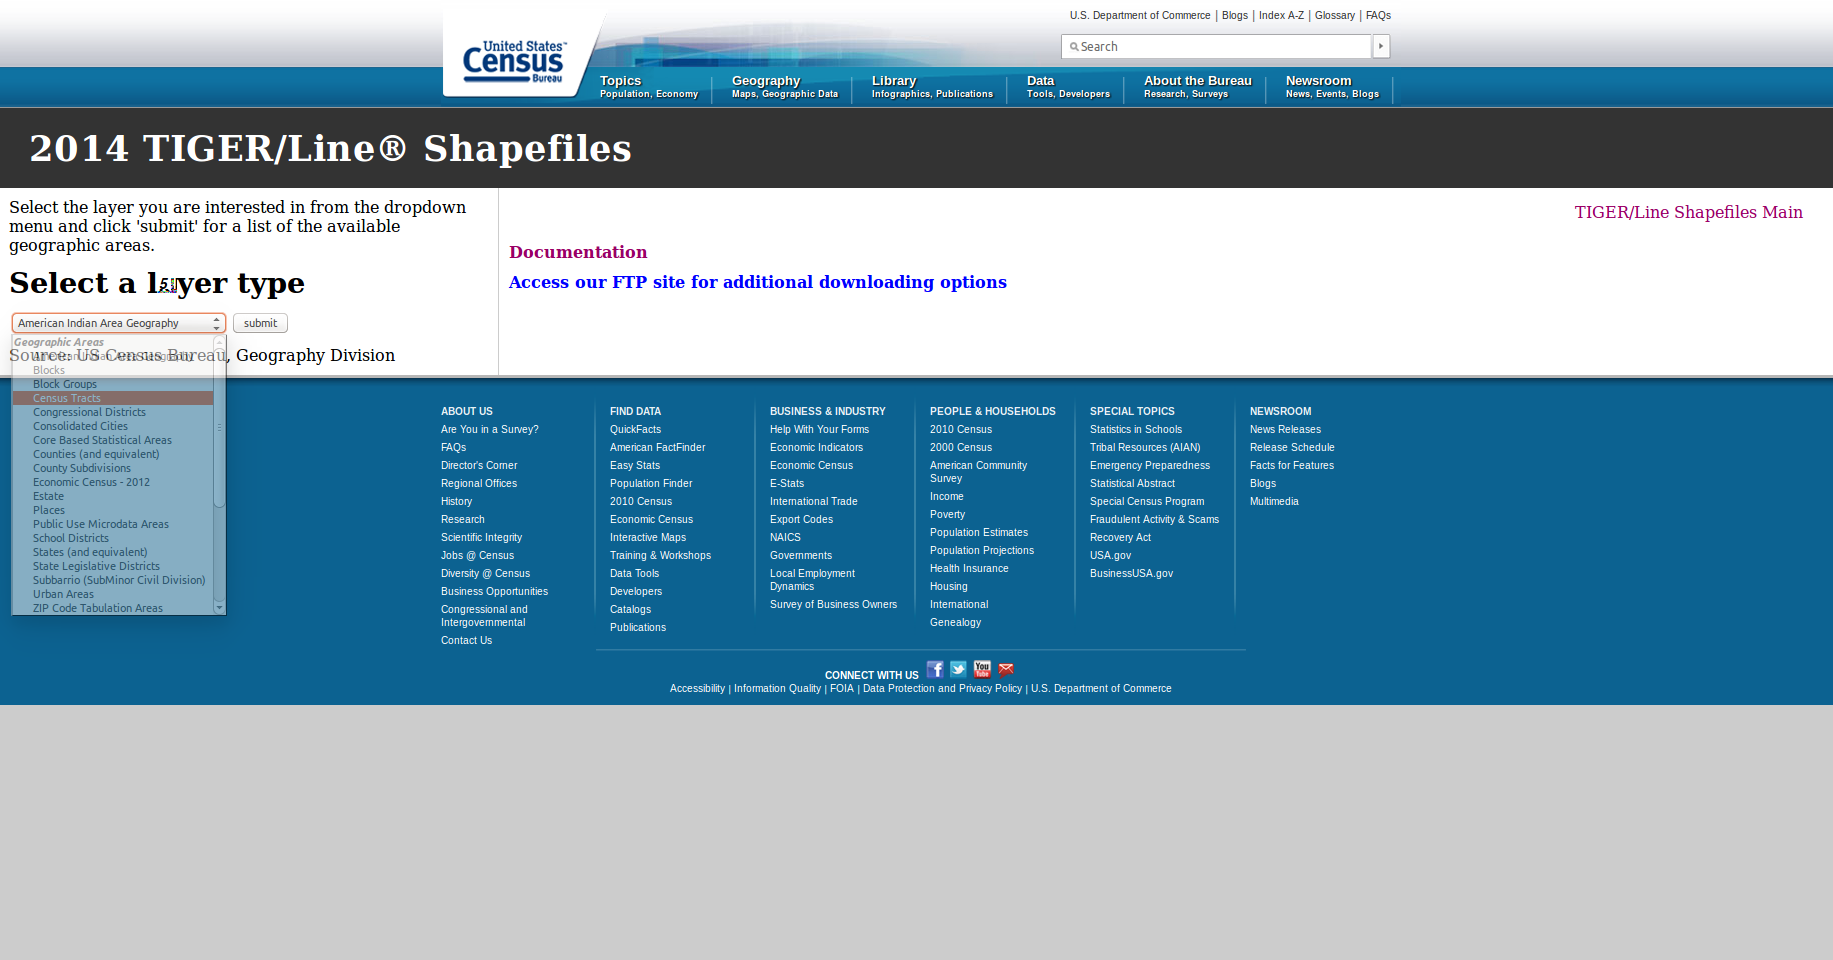 U.S. Department of Commerce | Blogs | Index A-Z | Glossary | FAQs
United States™
Census
Bureau
Search
Topics
Population, Economy
Geography
Maps, Geographic Data
Library
Infographics, Publications
Data
Tools, Developers
About the Bureau
Research, Surveys
Newsroom
News, Events, Blogs
2014 TIGER/Line® Shapefiles
Select the layer you are interested in from the dropdown
menu and click 'submit' for a list of the available
geographic areas.
Select a layer type
American Indian Area Geography
submit
Source: US Census Bureau, Geography Division
Geographic Areas
American Indian Area Geography
Blocks
Block Groups
Census Tracts
Congressional Districts
Consolidated Cities
Core Based Statistical Areas
Counties (and equivalent)
County Subdivisions
Economic Census - 2012
Estate
Places
Public Use Microdata Areas
School Districts
States (and equivalent)
State Legislative Districts
Subbarrio (SubMinor Civil Division)
Urban Areas
ZIP Code Tabulation Areas
TIGER/Line Shapefiles Main
Documentation
Access our FTP site for additional downloading options
ABOUT US
Are You in a Survey?
FAQs
Director's Corner
Regional Offices
History
Research
Scientific Integrity
Jobs @ Census
Diversity @ Census
Business Opportunities
Congressional and
Intergovernmental
Contact Us
FIND DATA
QuickFacts
American FactFinder
Easy Stats
Population Finder
2010 Census
Economic Census
Interactive Maps
Training & Workshops
Data Tools
Developers
Catalogs
Publications
BUSINESS & INDUSTRY
Help With Your Forms
Economic Indicators
Economic Census
E-Stats
International Trade
Export Codes
NAICS
Governments
Local Employment
Dynamics
Survey of Business Owners
PEOPLE & HOUSEHOLDS
2010 Census
2000 Census
American Community
Survey
Income
Poverty
Population Estimates
Population Projections
Health Insurance
Housing
International
Genealogy
SPECIAL TOPICS
Statistics in Schools
Tribal Resources (AIAN)
Emergency Preparedness
Statistical Abstract
Special Census Program
Fraudulent Activity & Scams
Recovery Act
USA.gov
BusinessUSA.gov
NEWSROOM
News Releases
Release Schedule
Facts for Features
Blogs
Multimedia
CONNECT WITH US
You
Tube
Accessibility | Information Quality | FOIA | Data Protection and Privacy Policy | U.S. Department of Commerce